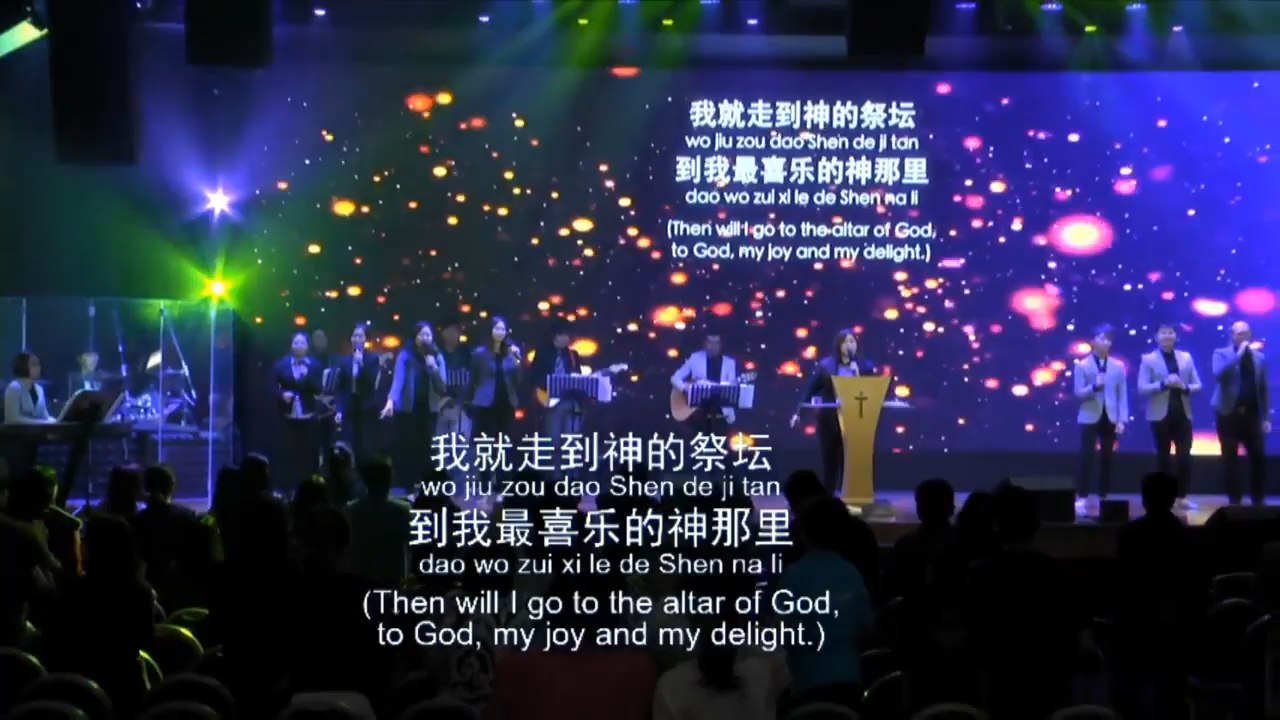 我就走到神的祭坛
wo jiu zou dao Shen de ji tan
到我最喜乐的神那里
dao wo zui xi le de Shen na li
(Then will I go to the altar of God,
to God, my joy and my delight.)
我就走到神的祭坛
wo jiu zou dao Shen de ji tan
到我最喜乐的神那里
dao wo zui xi le de Shen na li
(Then will I go to the altar of God,
to God, my joy and my delight.)